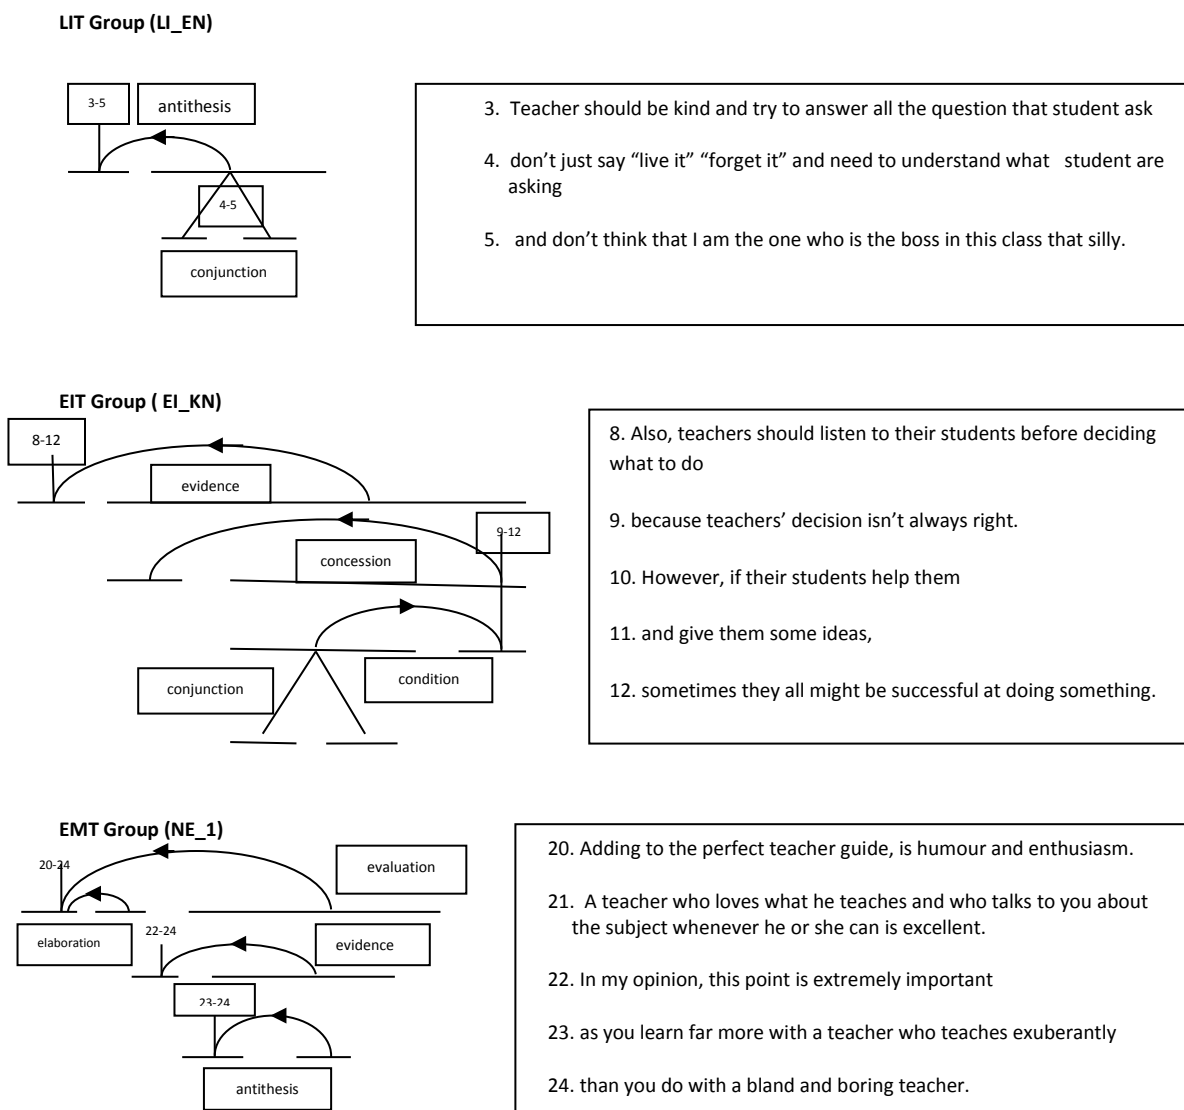 LIT Group (LI_EN)
3-5
antithesis
4-5
conjunction
3. Teacher should be kind and try to answer all the question that student ask
4. don’t just say “live it” “forget it” and need to understand what student are
asking
5. and don’t think that I am the one who is the boss in this class that silly.
EIT Group ( EI_KN)
8-12
evidence
9-12
concession
conjunction
condition
8. Also, teachers should listen to their students before deciding
what to do
9. because teachers’ decision isn’t always right.
10. However, if their students help them
11. and give them some ideas,
12. sometimes they all might be successful at doing something.
EMT Group (NE_1)
20-24
evaluation
elaboration
22-24
evidence
23-24
antithesis
20. Adding to the perfect teacher guide, is humour and enthusiasm.
21. A teacher who loves what he teaches and who talks to you about
the subject whenever he or she can is excellent.
22. In my opinion, this point is extremely important
23. as you learn far more with a teacher who teaches exuberantly
24. than you do with a bland and boring teacher.